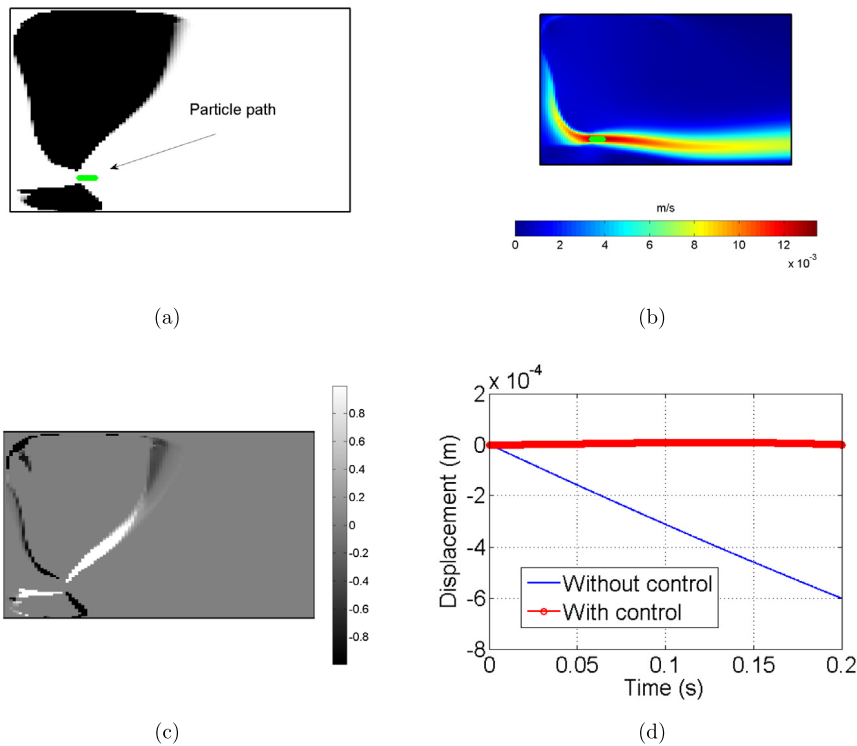 Particle path
m/s
0 2 4 6 8 10 12
x 10^-3
(a)
(b)
0.8
0.6
0.4
0.2
0
-0.2
-0.4
-0.6
-0.8
x 10^-4
2
0
-2
-4
-6
-8
Displacement (m)
Without control
With control
0 0.05 0.1 0.15 0.2
Time (s)
(c)
(d)